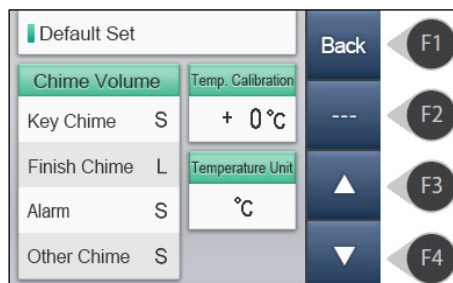 Default Set
Chime Volume
Key Chime S
Finish Chime L
Alarm S
Other Chime S
Temp. Calibration
+ 0℃
Temperature Unit
℃
Back
---
F1
F2
F3
F4